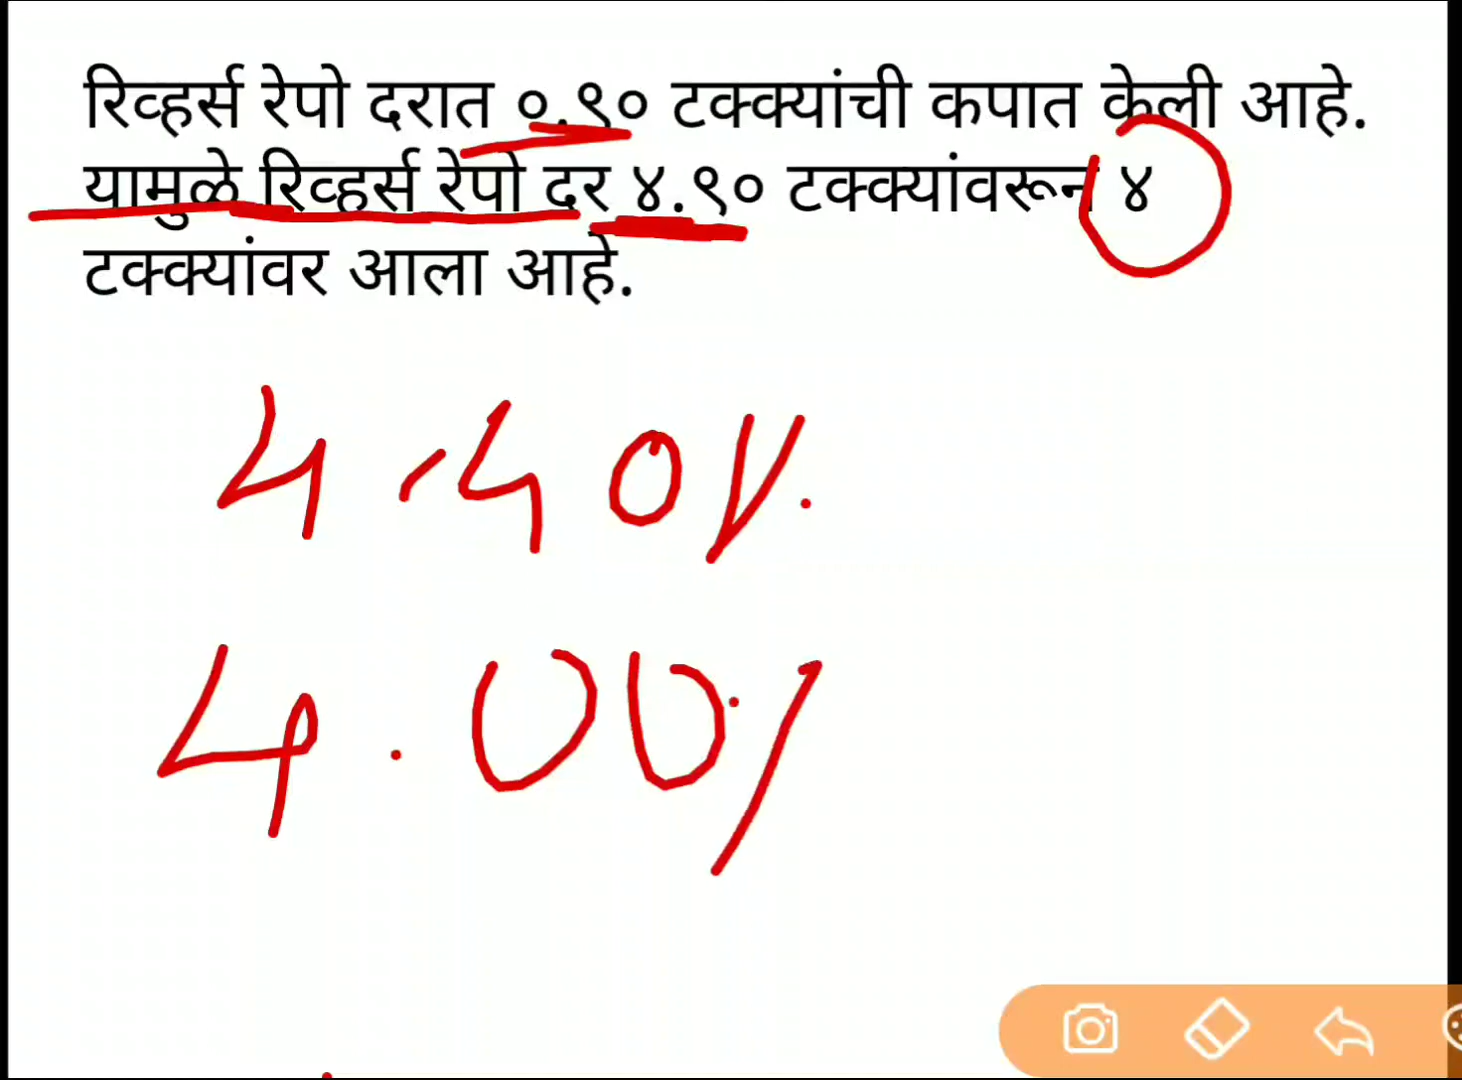 रिव्हर्स रेपो दरात ०.९० टक्क्यांची कपात केली आहे.
यामुळे रिव्हर्स रेपो दर ४.९० टक्क्यांवरून ४
टक्क्यांवर आला आहे.
4.40%
4.00%